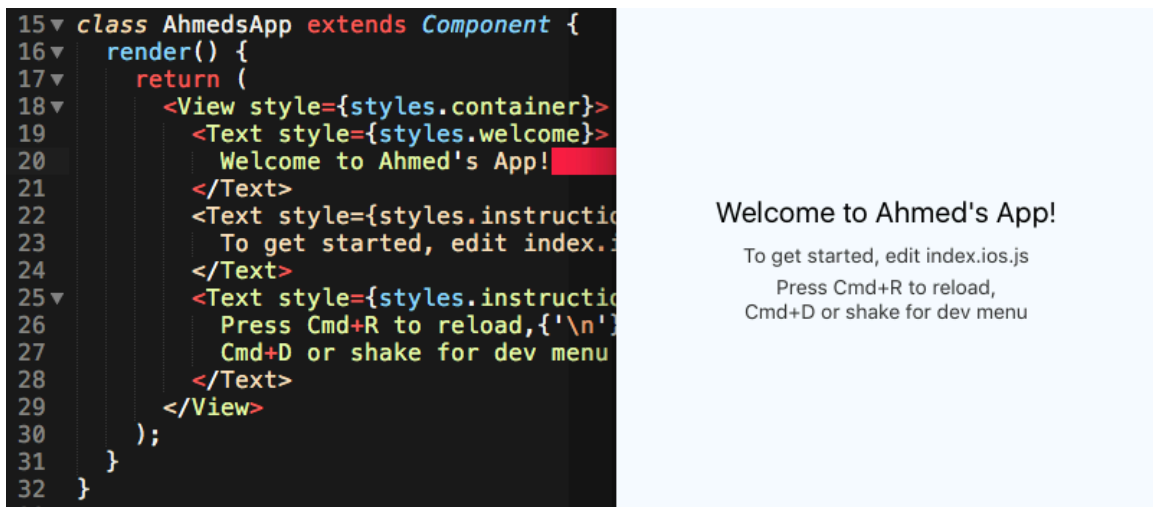 15 class AhmedsApp extends Component {
16 render() {
17 return (
18 <View style={styles.container}>
19 <Text style={styles.welcome}>
20 Welcome to Ahmed's App!
21 </Text>
22 <Text style={styles.instructio
23 To get started, edit index.i
24 </Text>
25 <Text style={styles.instructio
26 Press Cmd+R to reload,{'\n'}
27 Cmd+D or shake for dev menu
28 </Text>
29 </View>
30 );
31 }
32 }
Welcome to Ahmed's App!
To get started, edit index.ios.js
Press Cmd+R to reload,
Cmd+D or shake for dev menu